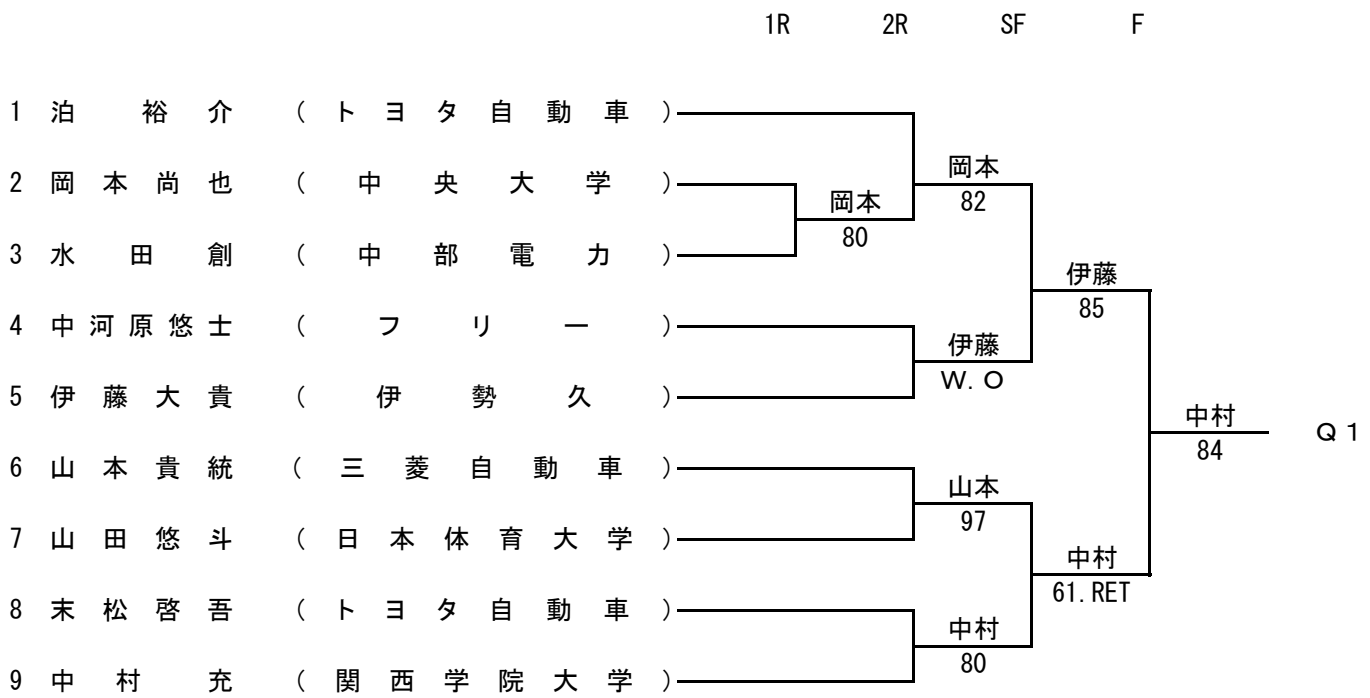 1R 2R SF F
1 泊 裕 介 ( トヨタ自動車 )
岡本
2 岡本尚也 ( 中央大学 )
岡本 82
80
3 水田 創 ( 中部電力 )
伊藤
85
4 中河原悠士 ( フリー )
伊藤
W.O
5 伊藤大貴 ( 伊勢久 )
中村 Q1
84
6 山本貴統 ( 三菱自動車 )
山本
97
7 山田悠斗 ( 日本体育大学 )
中村
61.RET
8 末松啓吾 ( トヨタ自動車 )
中村
80
9 中村 充 ( 関西学院大学 )